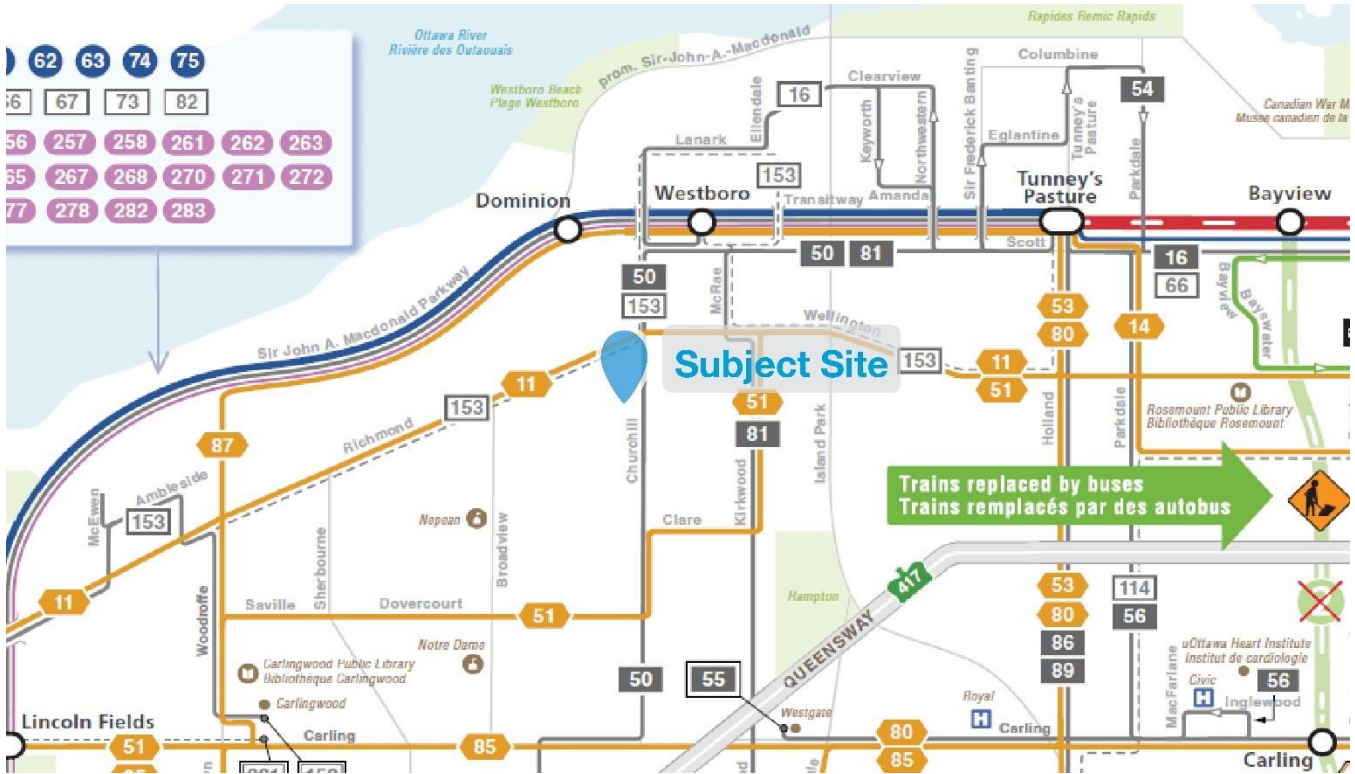 Ottawa River
Rivière des Outaouais
Rapides Remic Rapids
62 63 74 75
67 73 82
257 258 261 262 263
267 268 270 271 272
278 282 283
Westboro Beach
Plage Westboro
prom. Sir-John-A.-Macdonald
Columbine
Clearview
16
54
Ellendale
Lanark
Keyworth
Northwestern
Sir Frederick Banting
Eglantine
Tunney's
Pasture
Parkdale
Canadian War
Musée canadien de la
153
Dominion
Westboro
Transitway
Amanda
Tunney's
Pasture
Bayview
50 81
Scott
50
153
McRae
16
66
Bayview
Bayswater
Sir John A. Macdonald Parkway
Wellington
53
80
14
Subject Site
153
11
51
11
153
51
81
Holland
Parkdale
Rosemount Public Library
Bibliothèque Rosemount
87
Richmond
Churchill
Kirkwood
Island Park
Trains replaced by buses
Trains remplacés par des autobus
McEwen
Ambleside
153
Nepean
Clare
Broadview
Sherbourne
417
QUEENSWAY
11
Woodroffe
Saville
Dovercourt
51
Hampton
53
80
86
89
114
56
Notre Dame
Carlingwood Public Library
Bibliothèque Carlingwood
Carlingwood
uOttawa Heart Institute
Institut de cardiologie
Civic
H
56
MacFarlane
Inglewood
50
55
Westgate
Royal
H
Lincoln Fields
51
Carling
85
80
85
Carling
Carling